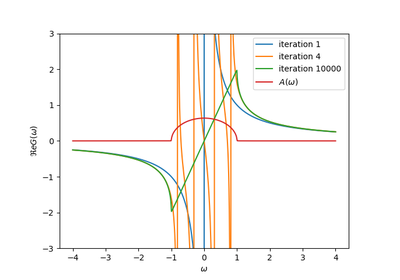 iteration 1
iteration 4
iteration 10000
A(ω)
3
2
1
0
−1
−2
−3
ℜeG(ω)
−4 −3 −2 −1 0 1 2 3 4
ω